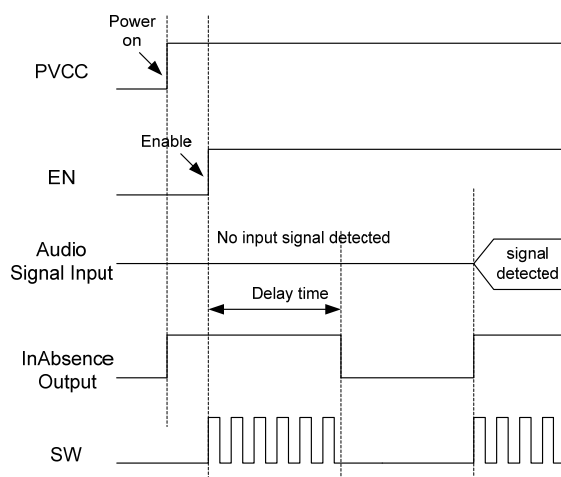 Power
on
PVCC
Enable
EN
No input signal detected
Audio
Signal Input
signal
detected
Delay time
InAbsence
Output
SW